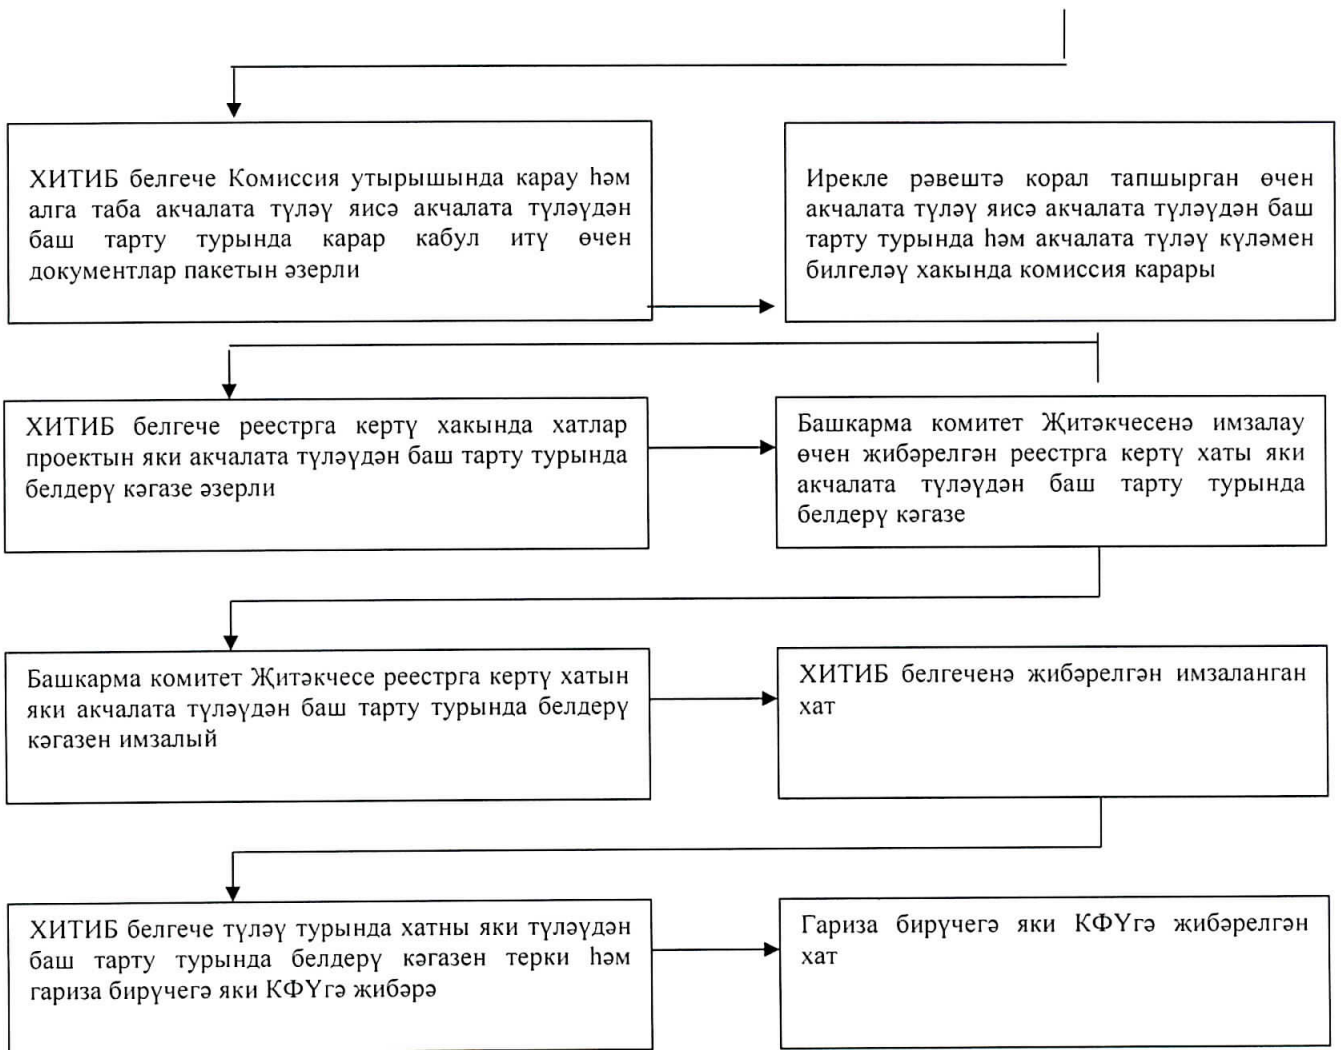 ХИТИБ белгече Комиссия утырышында карау һәм
алга таба акчалата түләү яисә акчалата түләүдән
баш тарту турында карар кабул итү өчен
документлар пакетын әзерли
Ирекле рәвештә корал тапшырган өчен
акчалата түләү яисә акчалата түләүдән баш
тарту турында һәм акчалата түләү күләмен
билгеләү хакында комиссия карары
ХИТИБ белгече реестрга кертү хакында хатлар
проектын яки акчалата түләүдән баш тарту турында
белдерү кәгазе әзерли
Башкарма комитет Җитәкчесенә имзалау
өчен җибәрелгән реестрга кертү хаты яки
акчалата түләүдән баш тарту турында
белдерү кәгазе
Башкарма комитет Җитәкчесе реестрга кертү хатын
яки акчалата түләүдән баш тарту турында белдерү
кәгазен имзалый
ХИТИБ белгеченә җибәрелгән имзаланган
хат
ХИТИБ белгече түләү турында хатны яки түләүдән
баш тарту турында белдерү кәгазен терки һәм
гариза бирүчегә яки КФҮгә җибәрә
Гариза бирүчегә яки КФҮгә җибәрелгән
хат